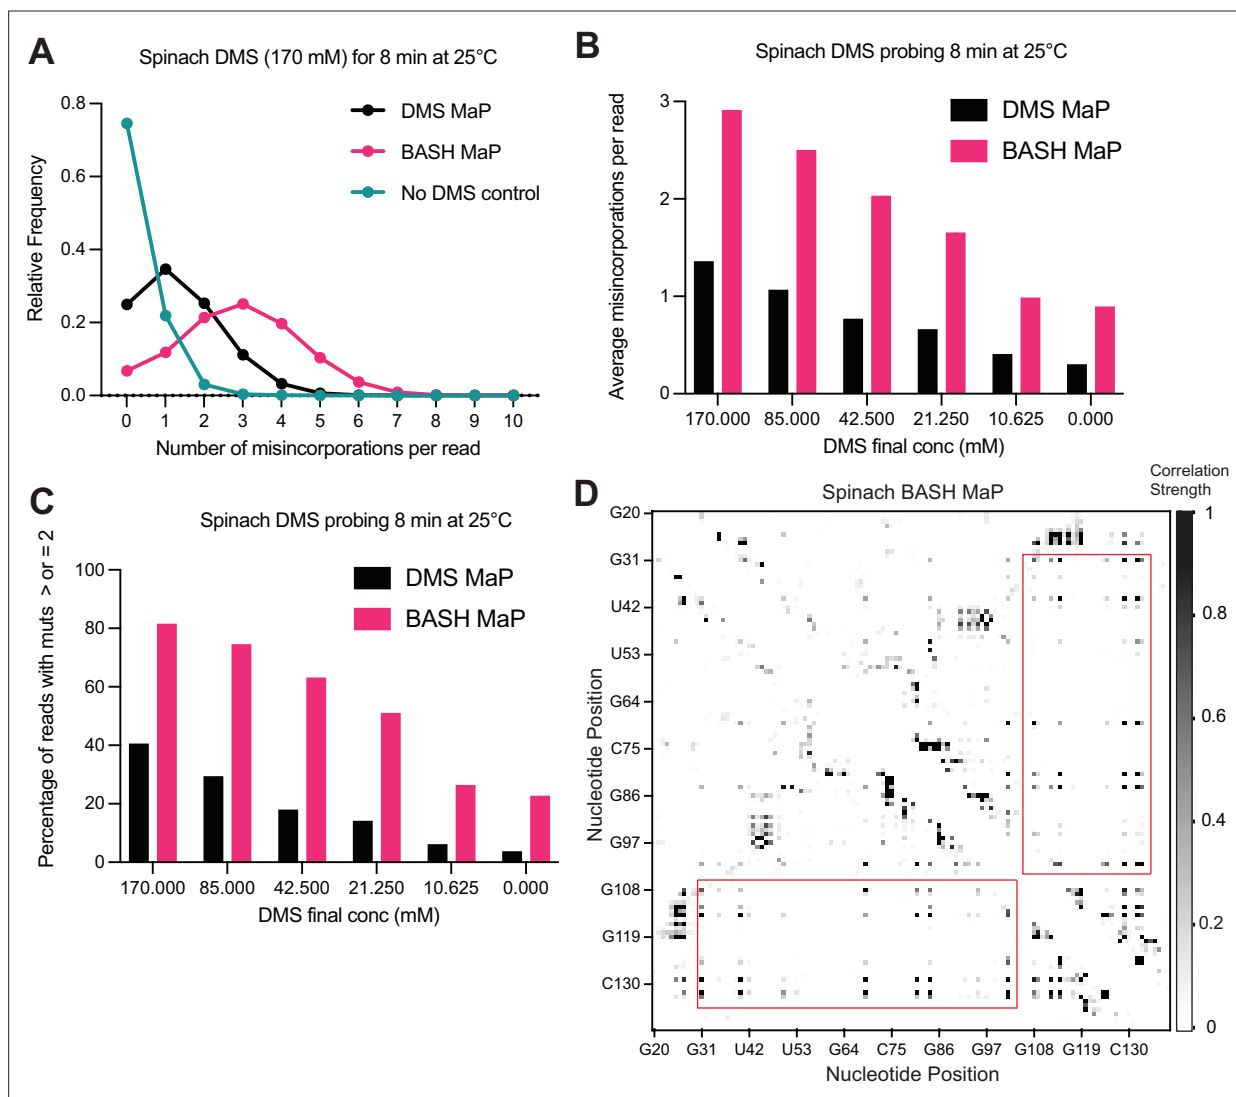 A
Spinach DMS (170 mM) for 8 min at 25°C
DMS MaP
BASH MaP
No DMS control
Relative Frequency
0.8
0.6
0.4
0.2
0.0
0 1 2 3 4 5 6 7 8 9 10
Number of misincorporations per read
B
Spinach DMS probing 8 min at 25°C
DMS MaP
BASH MaP
Average misincorporations per read
3
2
1
0
170.000 85.000 42.500 21.250 10.625 0.000
DMS final conc (mM)
C
Spinach DMS probing 8 min at 25°C
DMS MaP
BASH MaP
Percentage of reads with muts > or = 2
100
80
60
40
20
0
170.000 85.000 42.500 21.250 10.625 0.000
DMS final conc (mM)
D
Spinach BASH MaP
Correlation
Strength
Nucleotide Position
G20
G31
U42
U53
G64
C75
G86
G97
G108
G119
C130
G20 G31 U42 U53 G64 C75 G86 G97 G108 G119 C130
Nucleotide Position
1
0.8
0.6
0.4
0.2
0